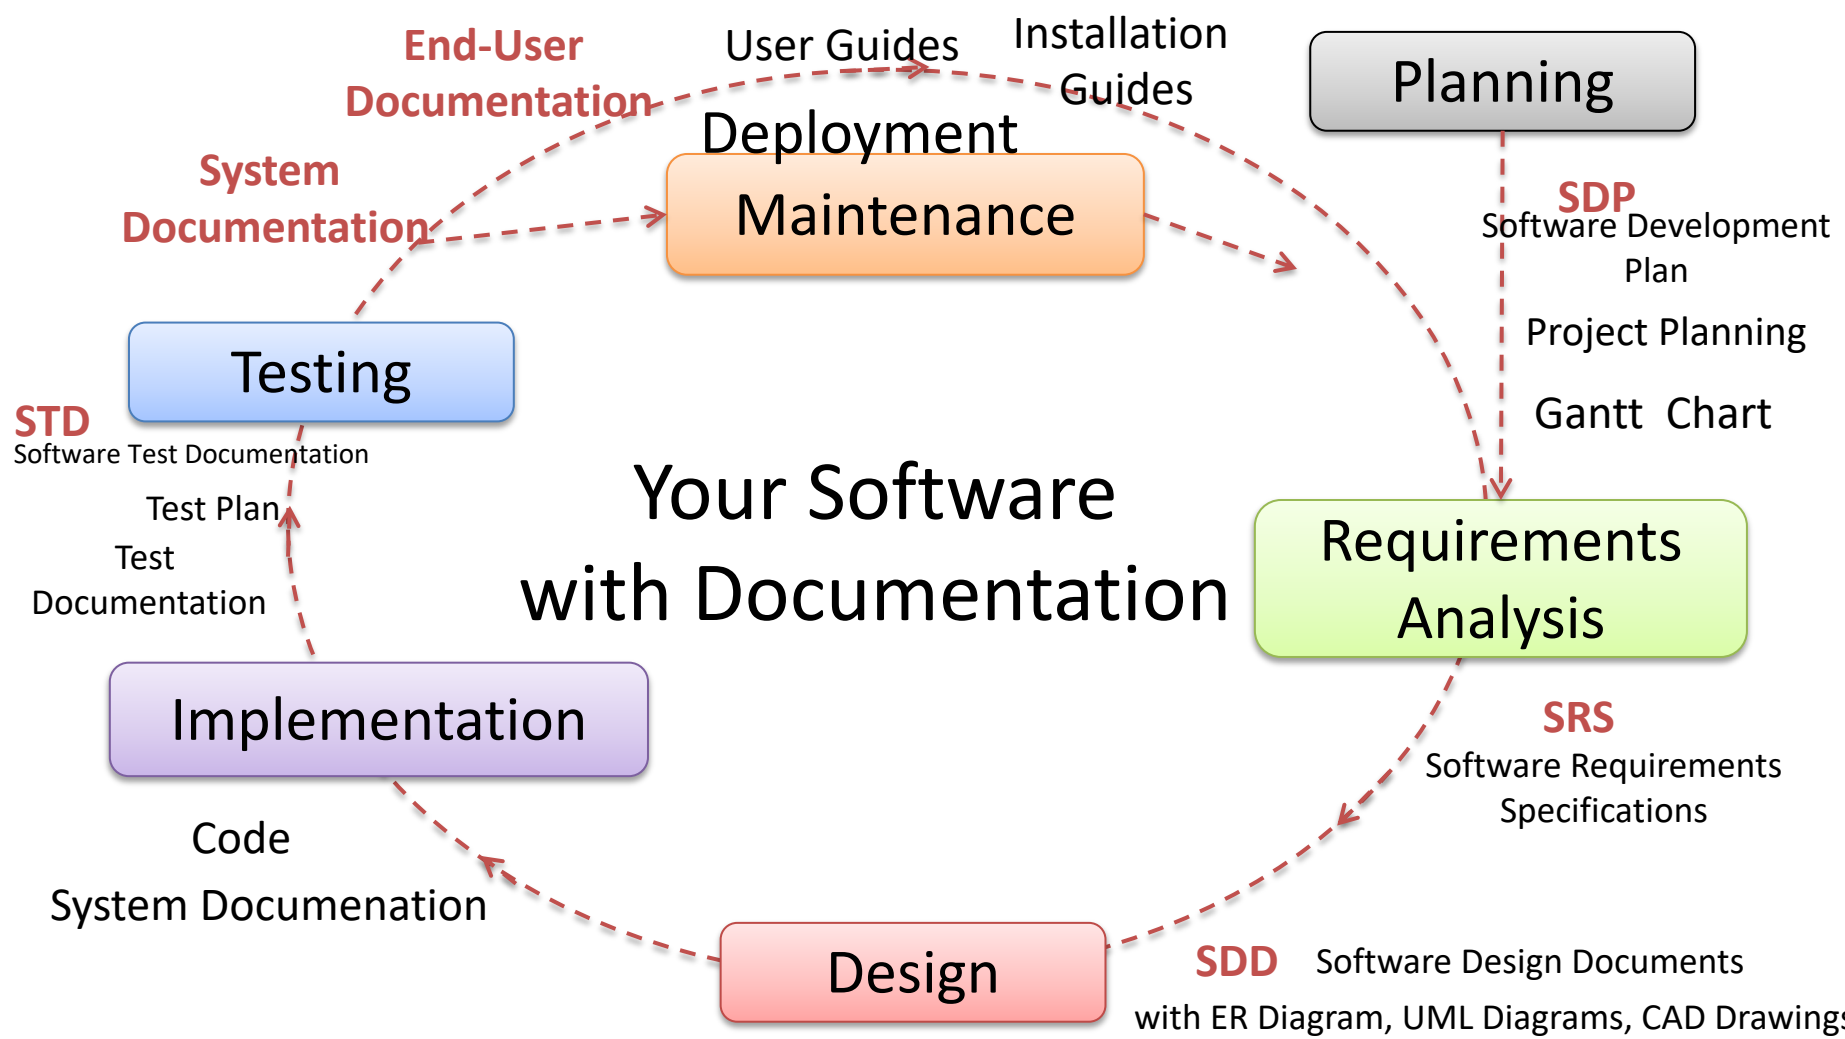 End-User
Documentation
User Guides
Installation
Guides
Planning
Deployment
System
Documentation
Maintenance
SDP
Software Development
Plan
Project Planning
Gantt Chart
Testing
STD
Software Test Documentation
Test Plan
Test
Documentation
Your Software
with Documentation
Requirements
Analysis
Implementation
SRS
Software Requirements
Specifications
Code
System Documenation
Design
SDD Software Design Documents
with ER Diagram, UML Diagrams, CAD Drawings